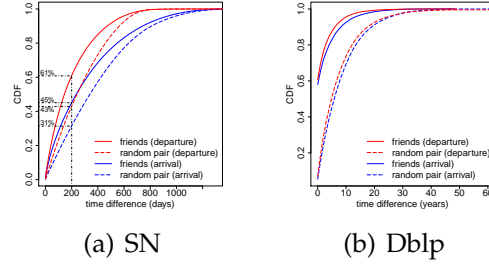 CDF
0.0
0.2
0.4
0.6
0.8
1.0
61%
45%
43%
31%
friends (departure)
random pair (departure)
friends (arrival)
random pair (arrival)
0 200 400 600 800 1200
time difference (days)
(a) SN
CDF
0.2
0.4
0.6
0.8
1.0
friends (departure)
random pair (departure)
friends (arrival)
random pair (arrival)
0 10 20 30 40 50
time difference (years)
(b) Dblp